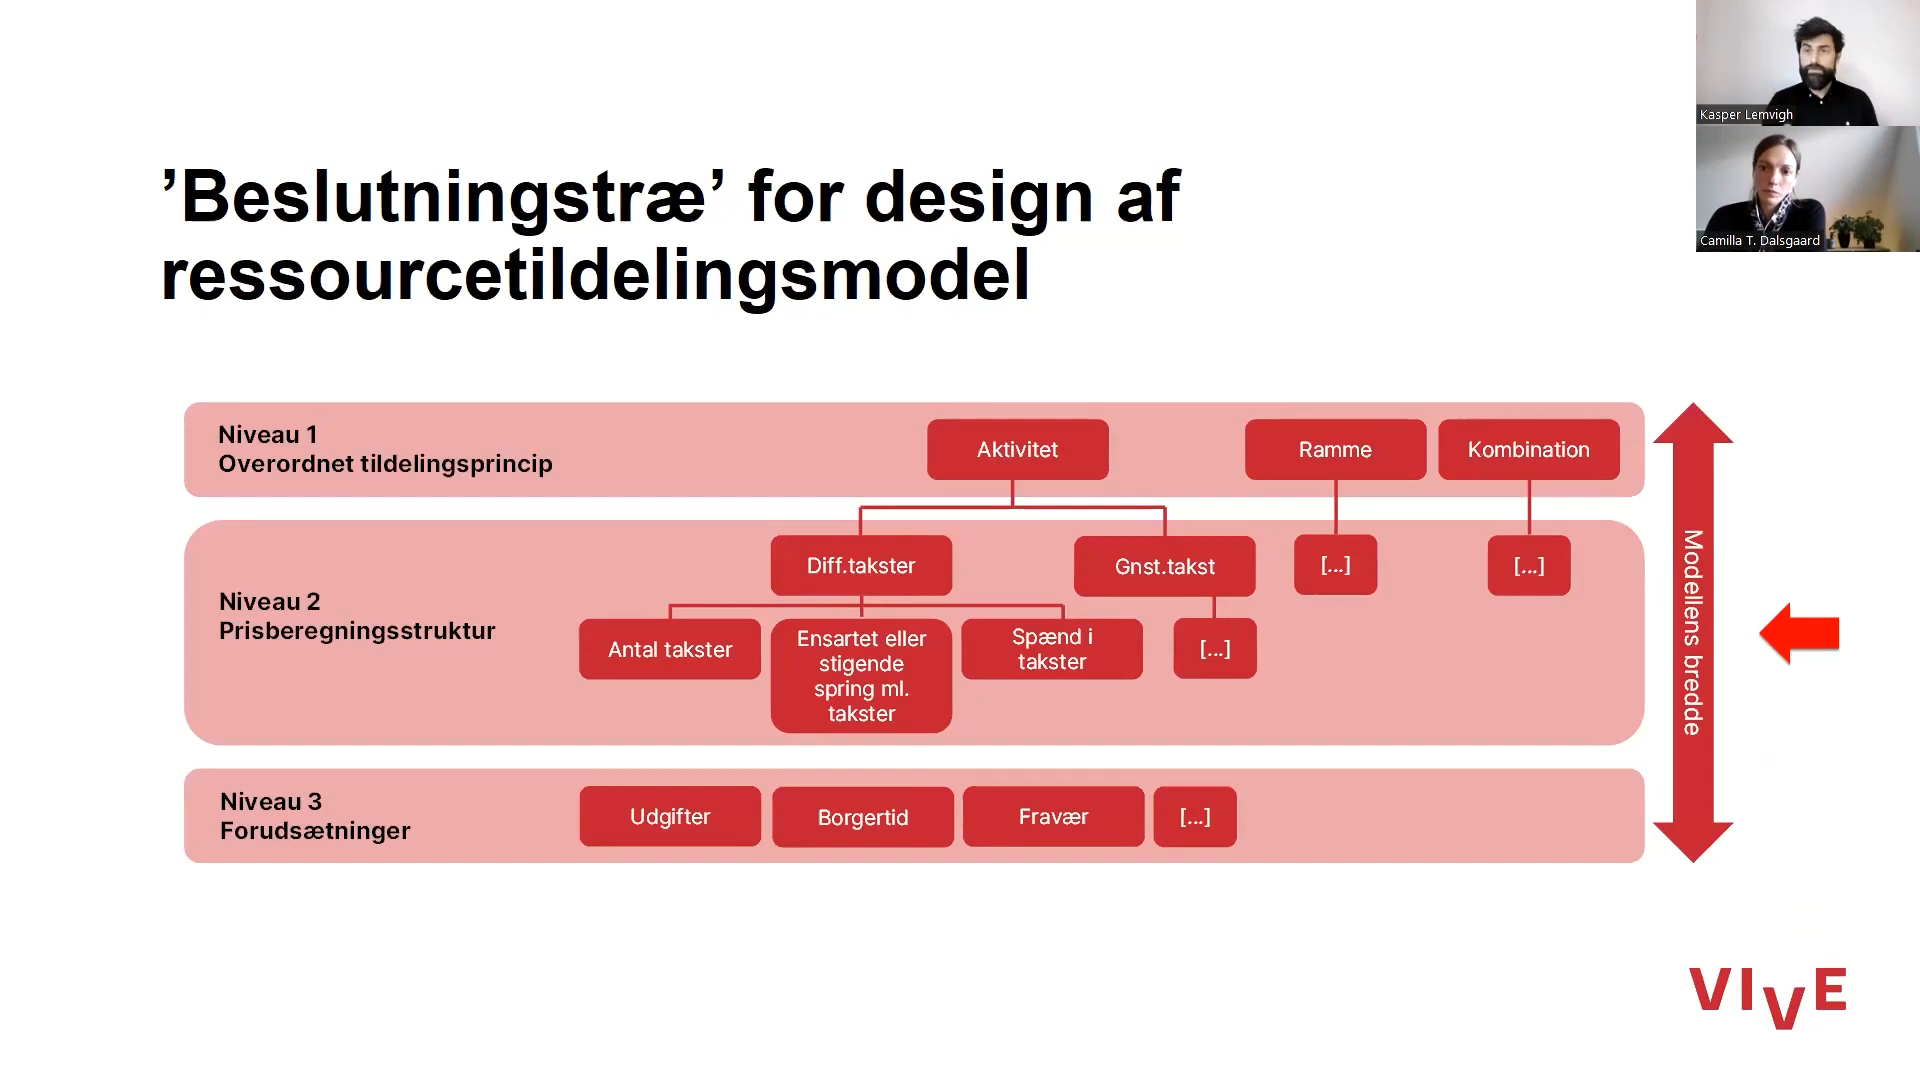 Kasper Lemvigh
Camilla T. Dalsgaard
’Beslutningstræ’ for design af
ressourcetildelingsmodel
Niveau 1
Overordnet tildelingsprincip
Aktivitet
Ramme
Kombination
Niveau 2
Prisberegningsstruktur
Diff.takster
Gnst.takst
[...]
[...]
Antal takster
Ensartet eller
stigende
spring ml.
takster
Spænd i
takster
[...]
Niveau 3
Forudsætninger
Udgifter
Borgertid
Fravær
[...]
Modellens bredde
VIVE